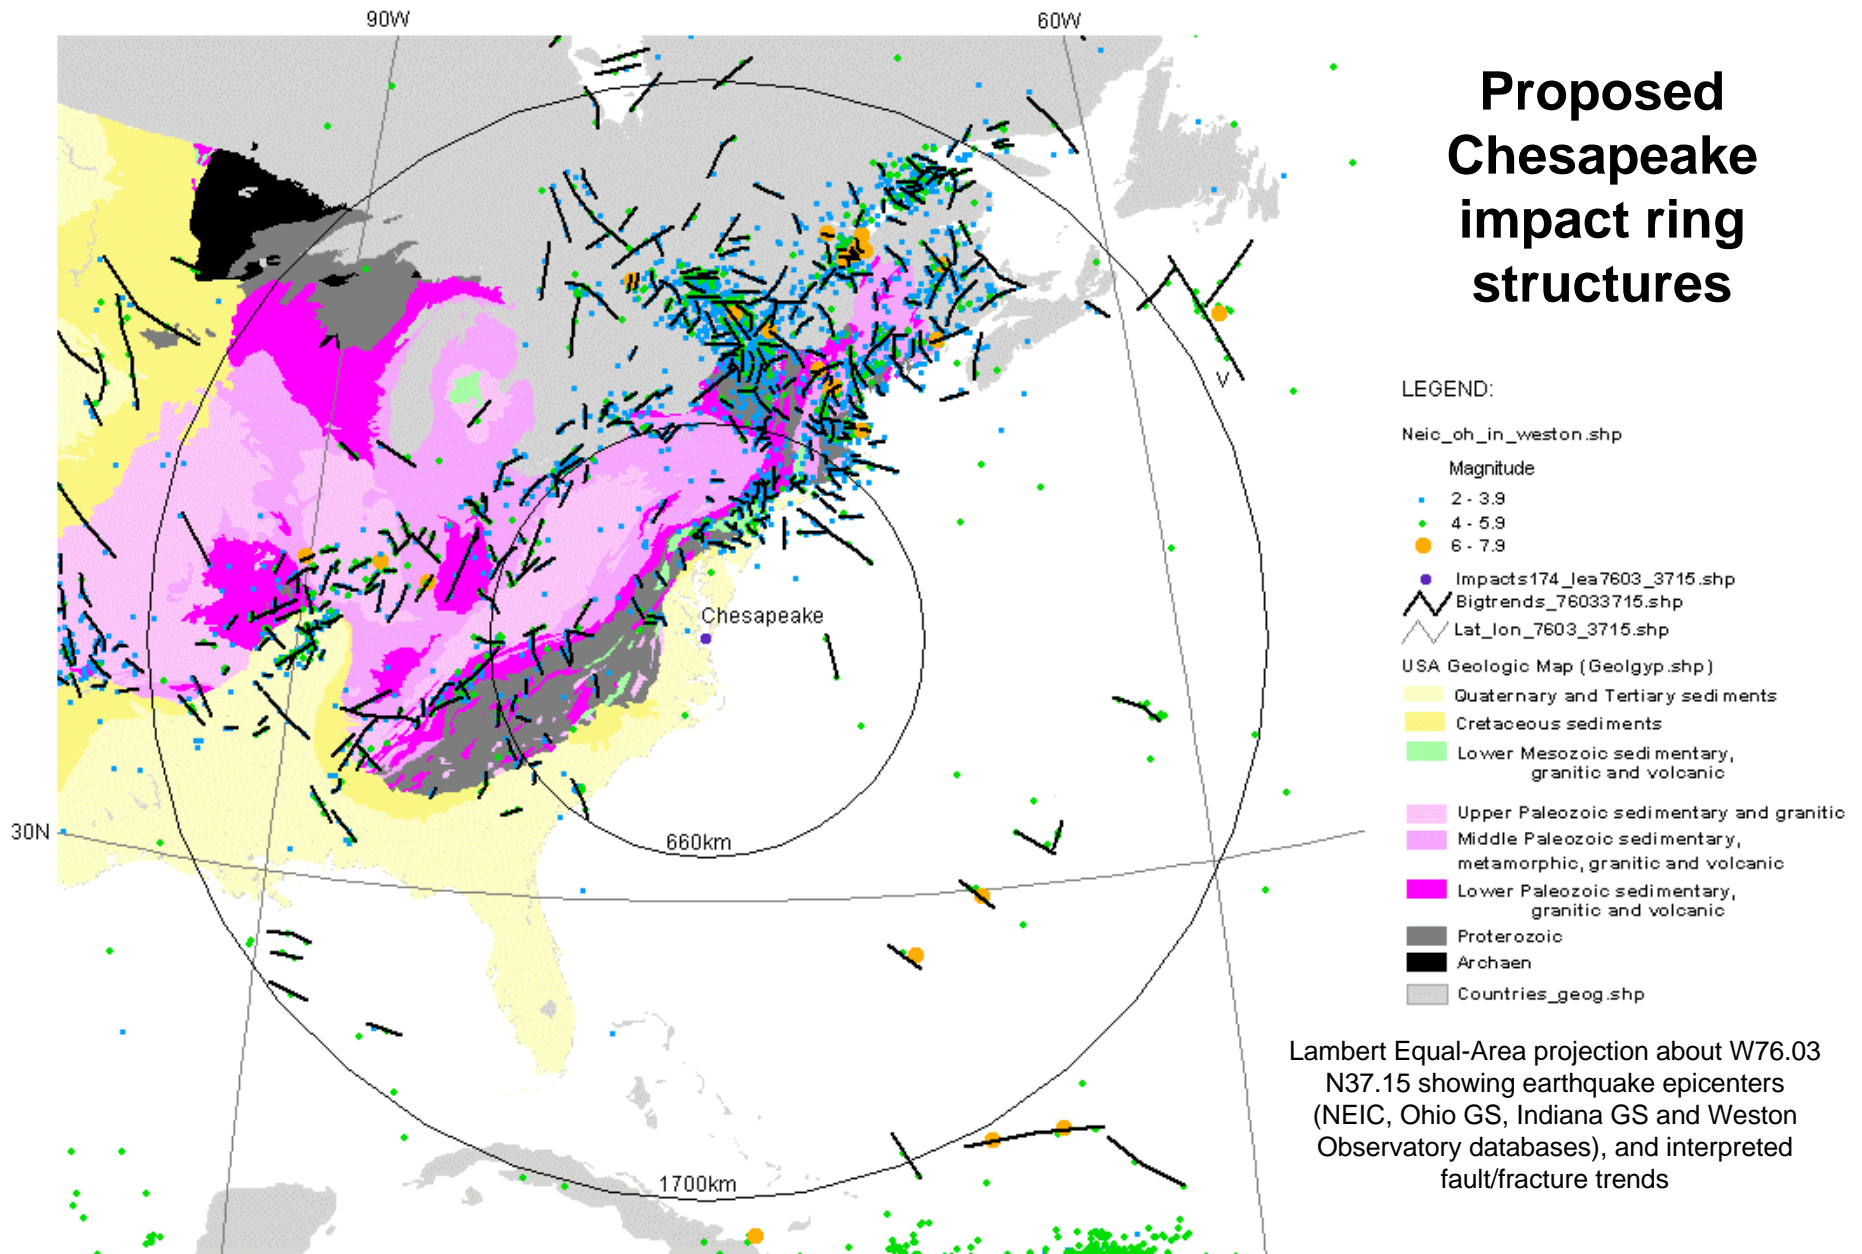 90W
60W
Proposed
Chesapeake
impact ring
structures
LEGEND:
Neic_oh_in_weston.shp
Magnitude
2 - 3.9
4 - 5.9
6 - 7.9
Impacts174_lea7603_3715.shp
Bigtrends_76033715.shp
Lat_lon_7603_3715.shp
USA Geologic Map (Geolgyp.shp)
Quaternary and Tertiary sediments
Cretaceous sediments
Lower Mesozoic sedimentary,
granitic and volcanic
Upper Paleozoic sedimentary and granitic
Middle Paleozoic sedimentary,
metamorphic, granitic and volcanic
Lower Paleozoic sedimentary,
granitic and volcanic
Proterozoic
Archaen
Countries_geog.shp
V
Chesapeake
30N
660km
1700km
Lambert Equal-Area projection about W76.03
N37.15 showing earthquake epicenters
(NEIC, Ohio GS, Indiana GS and Weston
Observatory databases), and interpreted
fault/fracture trends